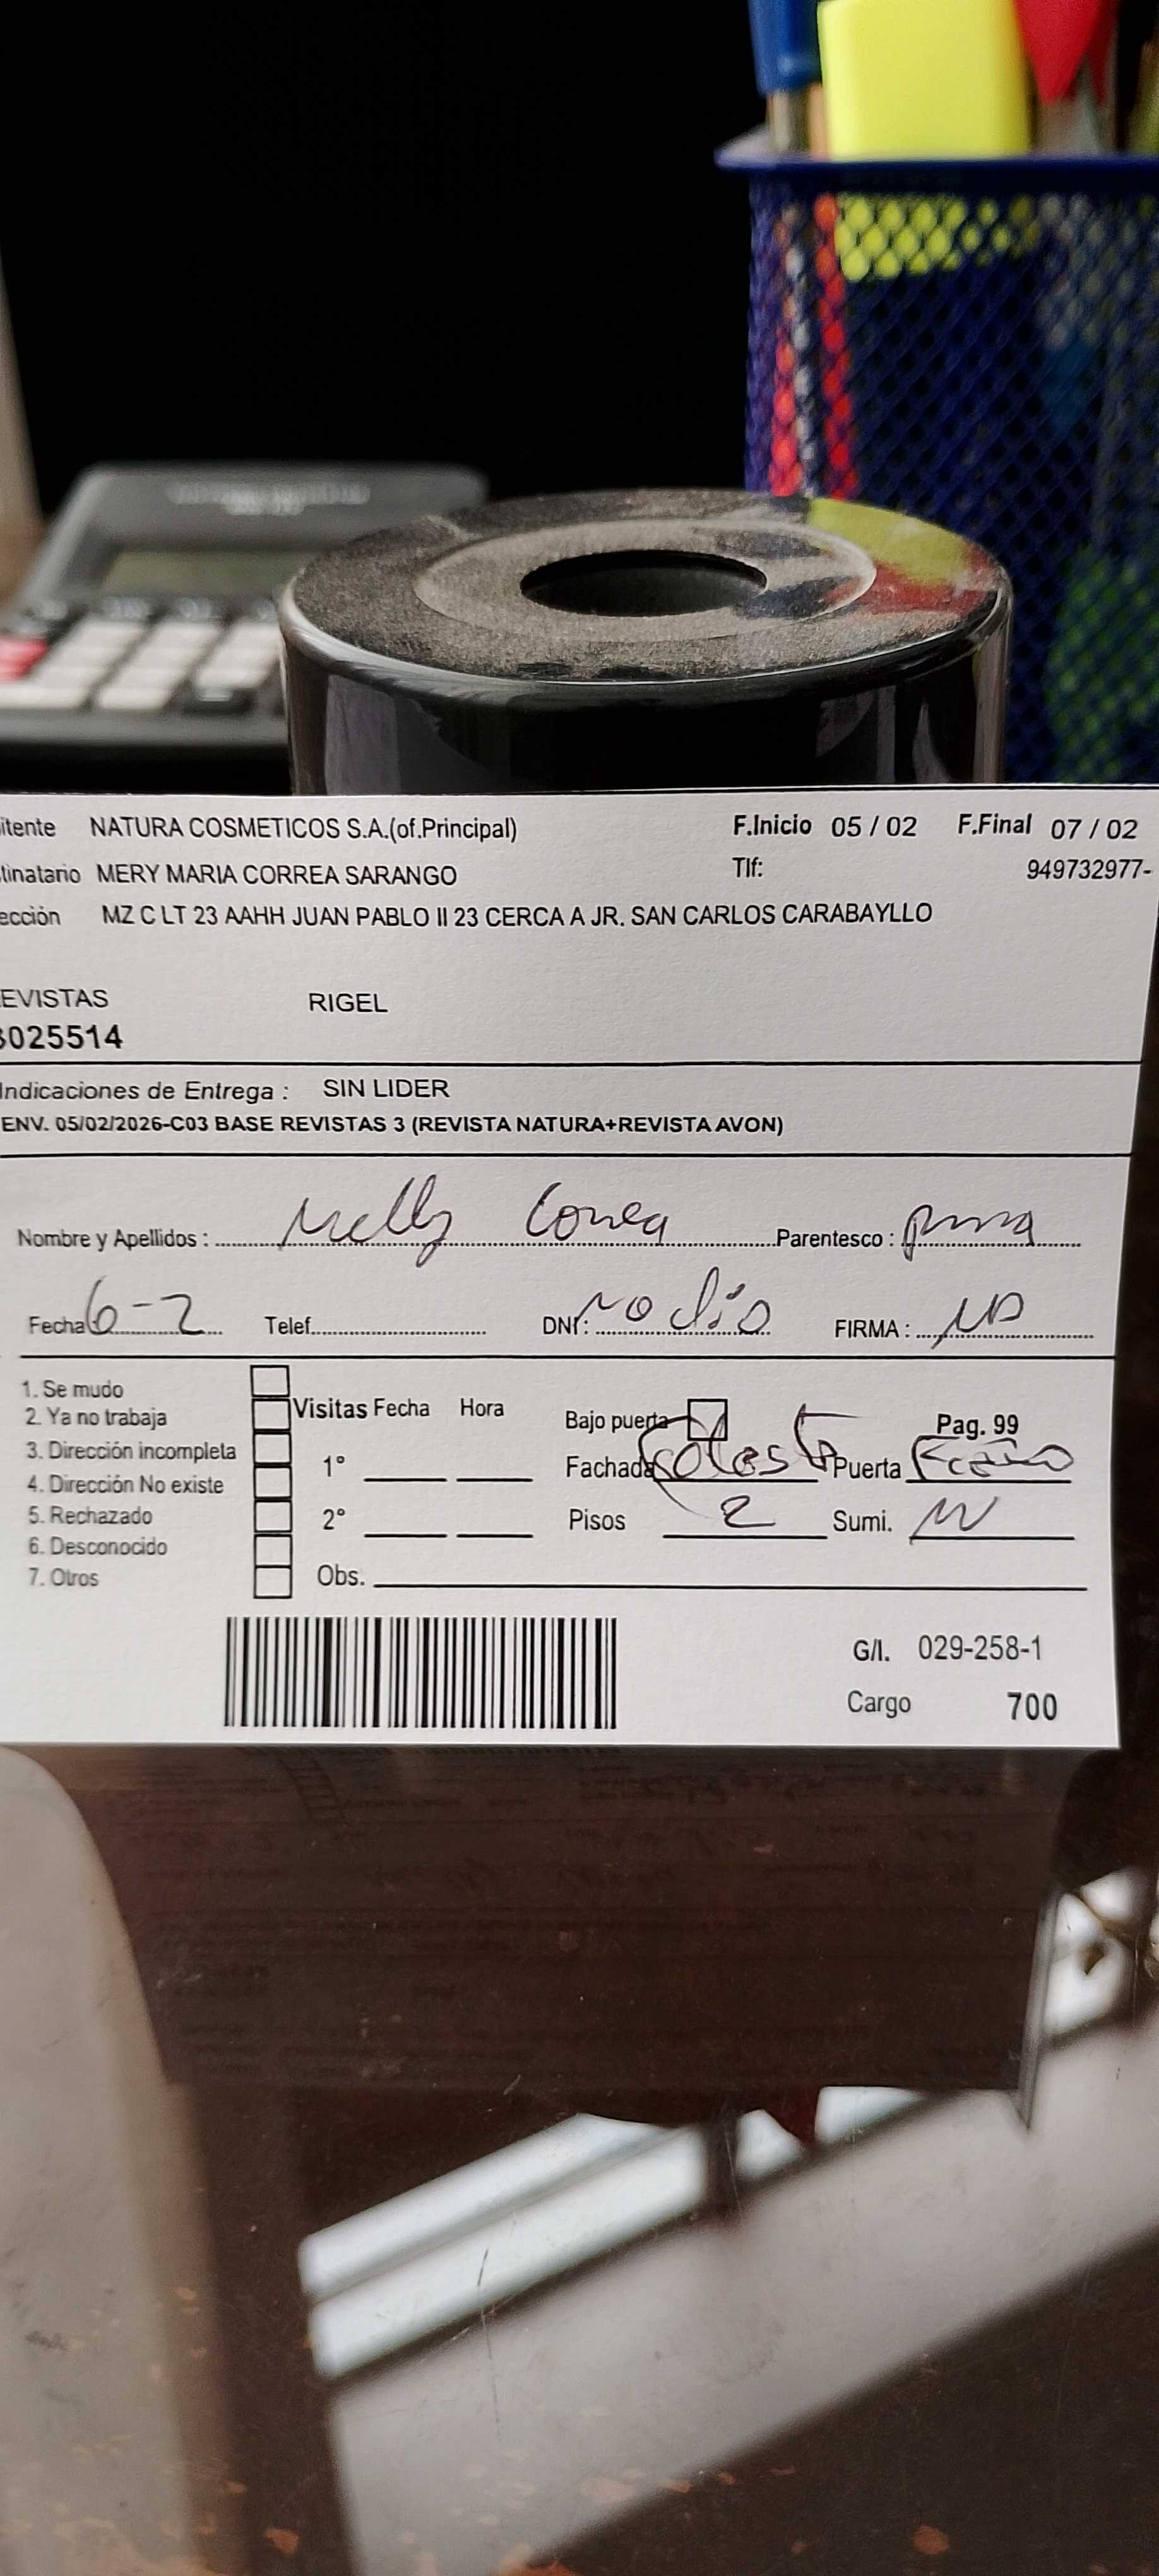 itente NATURA COSMETICOS S.A.(of.Principal) F.Inicio 05 / 02 F.Final 07 / 02
tinatario MERY MARIA CORREA SARANGO Tlf: 949732977-
ección MZ C LT 23 AAHH JUAN PABLO II 23 CERCA A JR. SAN CARLOS CARABAYLLO
EVISTAS RIGEL
025514
Indicaciones de Entrega : SIN LIDER
ENV. 05/02/2026-C03 BASE REVISTAS 3 (REVISTA NATURA+REVISTA AVON)
Nombre y Apellidos : Melly Correa Parentesco :
Fecha 6-2 Telef. DNI: no dio FIRMA :
1. Se mudo
2. Ya no trabaja Visitas Fecha Hora Bajo puerta Pag. 99
3. Dirección incompleta 1° Fachada Celeste Puerta Fierro
4. Dirección No existe
5. Rechazado 2° Pisos 2 Sumi.
6. Desconocido
7. Otros Obs.
G/I. 029-258-1
Cargo 700